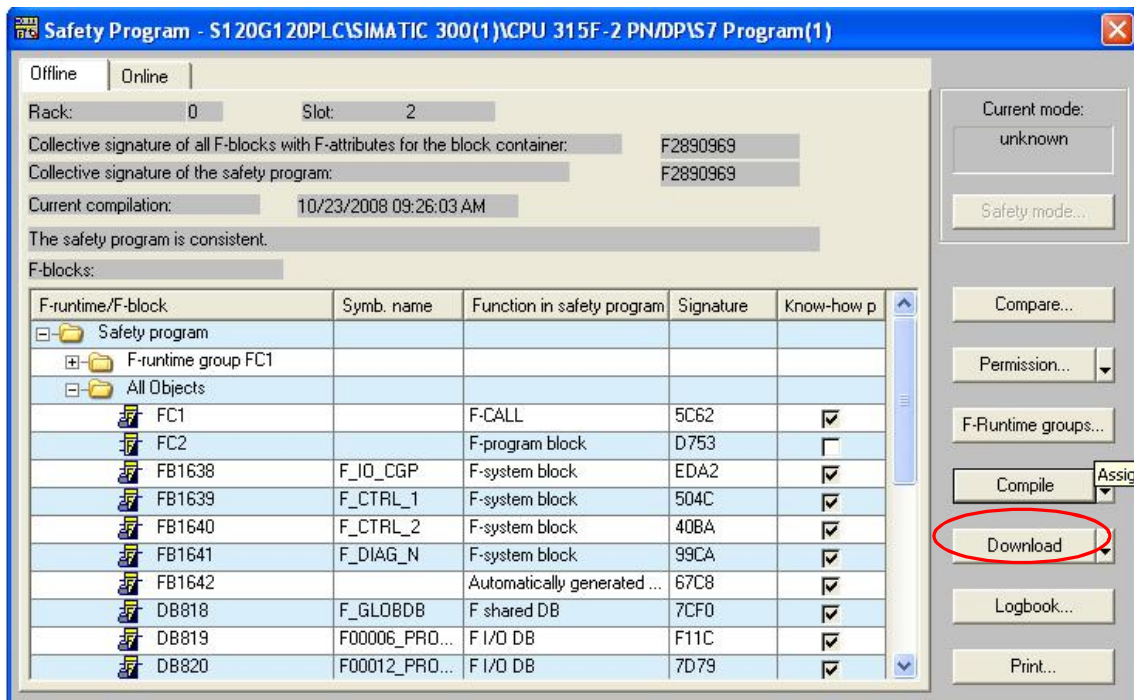 Safety Program - S120G120PLC\SIMATIC 300(1)\CPU 315F-2 PN/DP\S7 Program(1)
Offline Online
Rack: 0 Slot: 2
Collective signature of all F-blocks with F-attributes for the block container: F2890969
Collective signature of the safety program: F2890969
Current compilation: 10/23/2008 09:26:03 AM
The safety program is consistent.
F-blocks:
F-runtime/F-block Symb. name Function in safety program Signature Know-how p
Safety program
F-runtime group FC1
All Objects
FC1 F-CALL 5C62
FC2 F-program block D753
FB1638 F_IO_CGP F-system block EDA2
FB1639 F_CTRL_1 F-system block 504C
FB1640 F_CTRL_2 F-system block 40BA
FB1641 F_DIAG_N F-system block 99CA
FB1642 Automatically generated ... 67C8
DB818 F_GLOBDB F shared DB 7CF0
DB819 F00006_PRO... F I/O DB F11C
DB820 F00012_PRO... F I/O DB 7D79
Current mode:
unknown
Safety mode...
Compare...
Permission...
F-Runtime groups...
Compile
Assig
Download
Logbook...
Print...